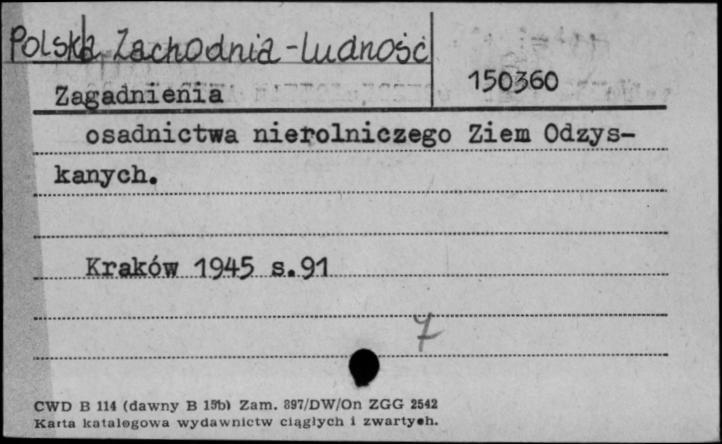 Polska Zachodnia-ludność
Zagadnienia
150360
osadnictwa nierolniczego Ziem Odzys-
kanych.
Kraków 1945 s.91
7
CWD B 114 (dawny B 15b) Zam. 897/DW/On ZGG 2542
Karta katalogowa wydawnictw ciągłych i zwartych.